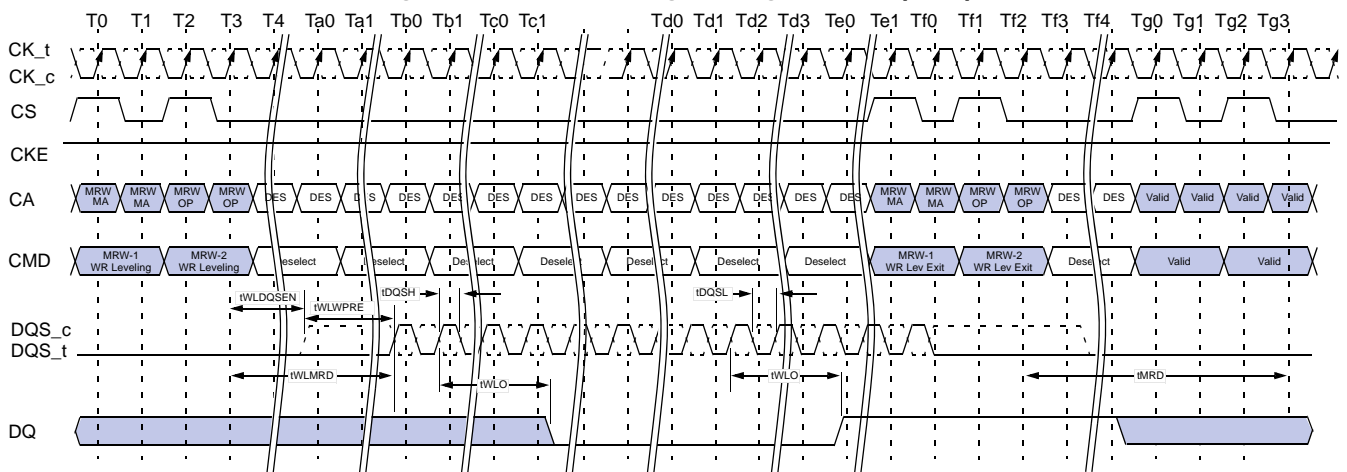 T0 T1 T2 T3 T4 Ta0 Ta1 Tb0 Tb1 Tc0 Tc1 Td0 Td1 Td2 Td3 Te0 Te1 Tf0 Tf1 Tf2 Tf3 Tf4 Tg0 Tg1 Tg2 Tg3
CK_t
CK_c
CS
CKE
CA
MRW MA
MRW MA
MRW OP
MRW OP
DES DES DES DES DES DES DES DES DES DES DES DES DES DES
MRW MA
MRW MA
MRW OP
MRW OP
DES DES Valid Valid Valid Valid
CMD
MRW-1
WR Leveling
MRW-2
WR Leveling
Deselect Deselect Deselect Deselect Deselect Deselect Deselect
MRW-1
WR Lev Exit
MRW-2
WR Lev Exit
Deselect Valid Valid
tWLDQSEN tWLWPRE tDQSH tDQSL
DQS_c
DQS_t
tWLMRD tWLO tWLO tMRD
DQ